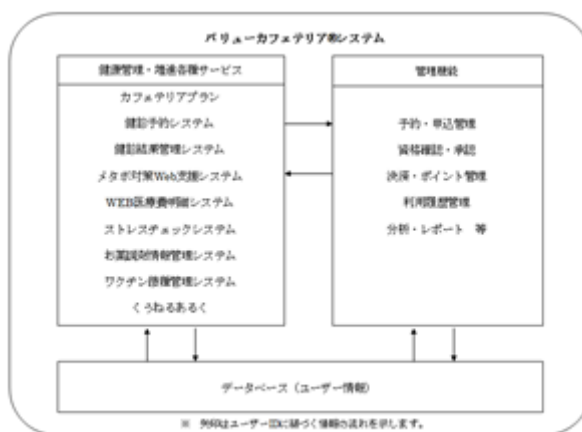 バリューカフェテリア®システム
健康管理・増進各種サービス
カフェテリアプラン
健診予約システム
健診結果管理システム
メタボ対策Web支援システム
WEB医療費明細システム
ストレスチェックシステム
お薬調剤情報管理システム
ワクチン接種管理システム
くうねるあるく
管理機能
予約・申込管理
資格確認・承認
決済・ポイント管理
利用履歴管理
分析・レポート 等
データベース（ユーザー情報）
※ 矢印はユーザーIDに基づく情報の流れを示します。